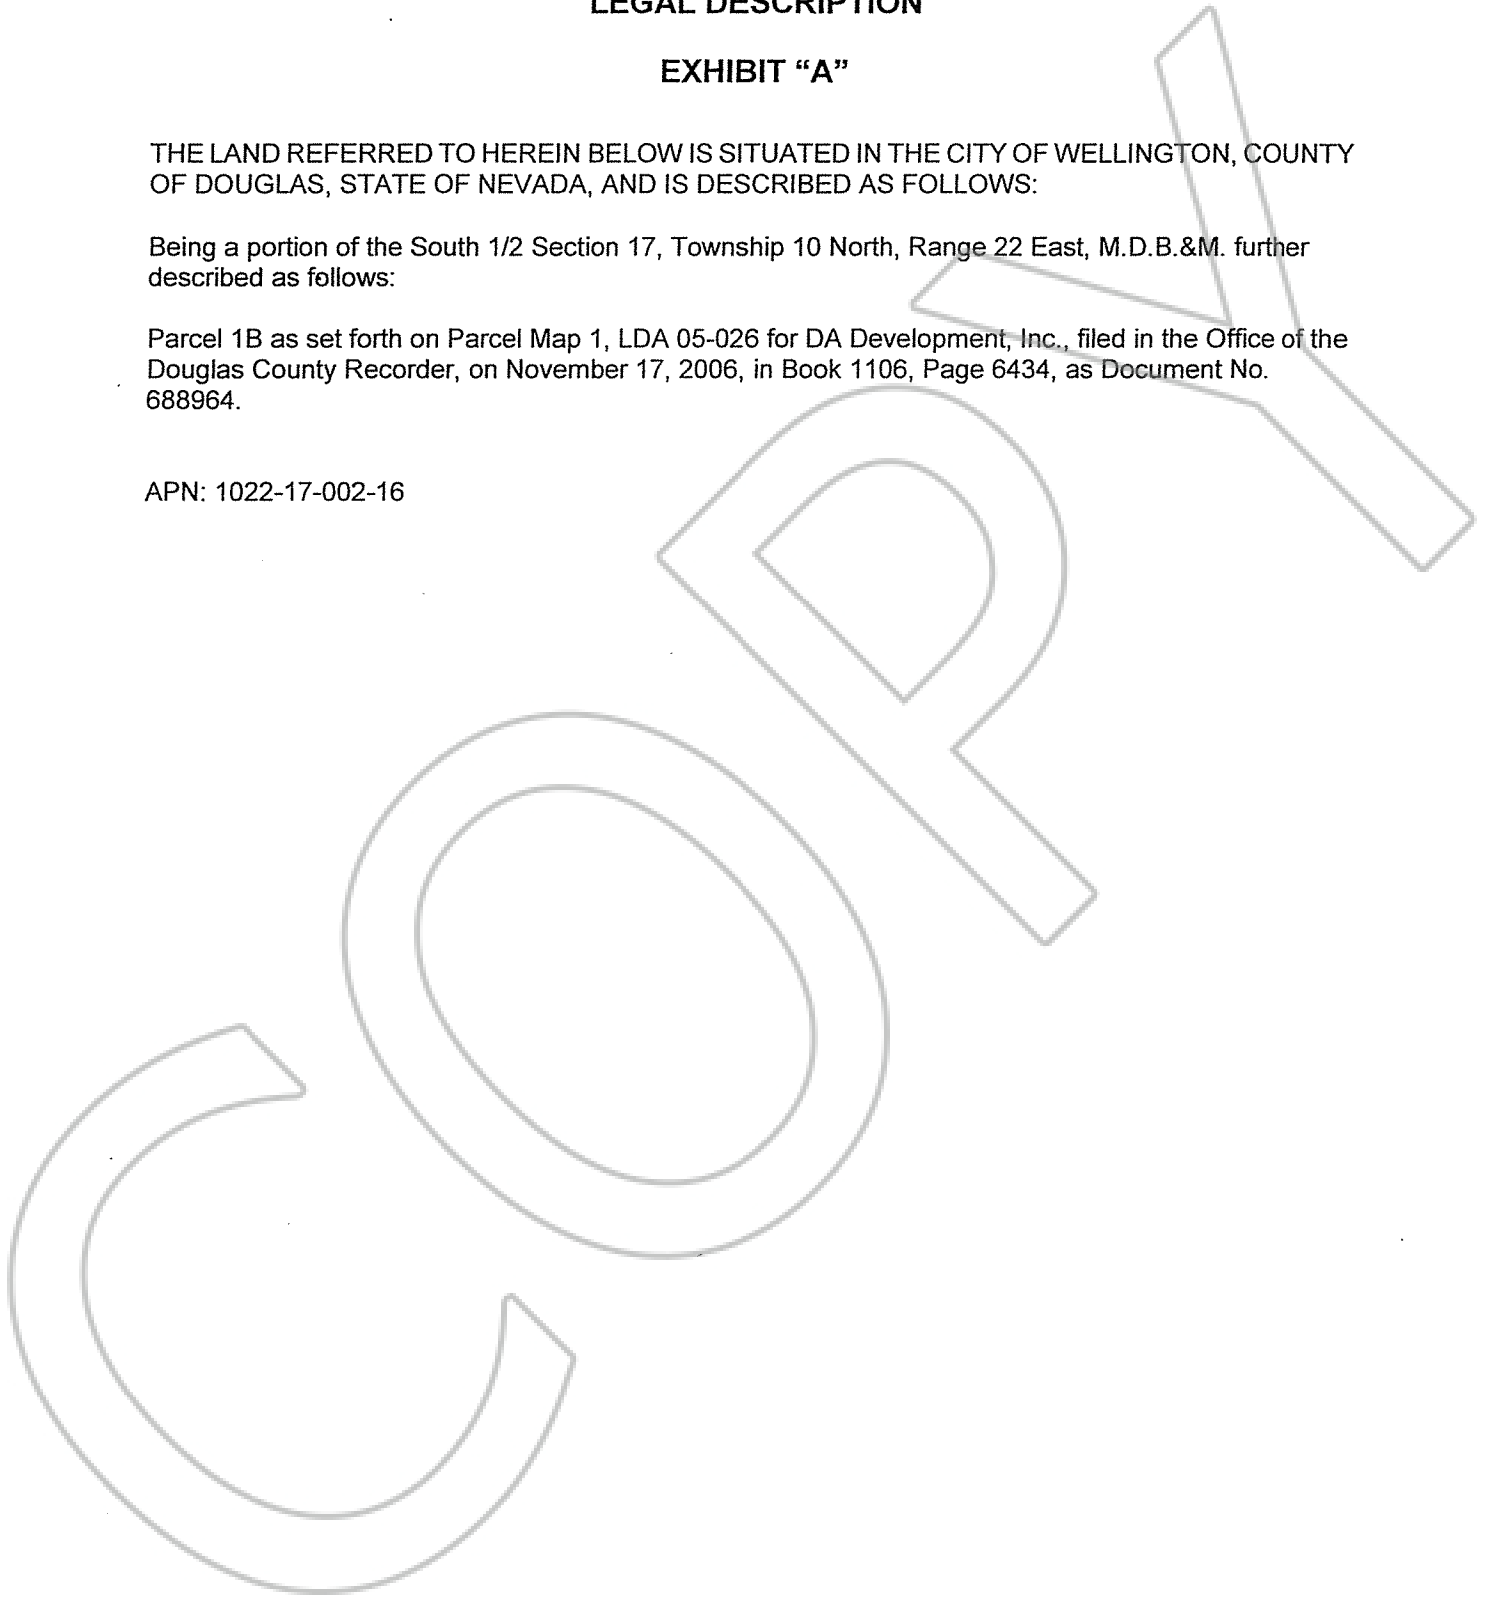 LEGAL DESCRIPTION
EXHIBIT “A”
THE LAND REFERRED TO HEREIN BELOW IS SITUATED IN THE CITY OF WELLINGTON, COUNTY
OF DOUGLAS, STATE OF NEVADA, AND IS DESCRIBED AS FOLLOWS:
Being a portion of the South 1/2 Section 17, Township 10 North, Range 22 East, M.D.B.&M. further
described as follows:
Parcel 1B as set forth on Parcel Map 1, LDA 05-026 for DA Development, Inc., filed in the Office of the
Douglas County Recorder, on November 17, 2006, in Book 1106, Page 6434, as Document No.
688964.
APN: 1022-17-002-16
COPY